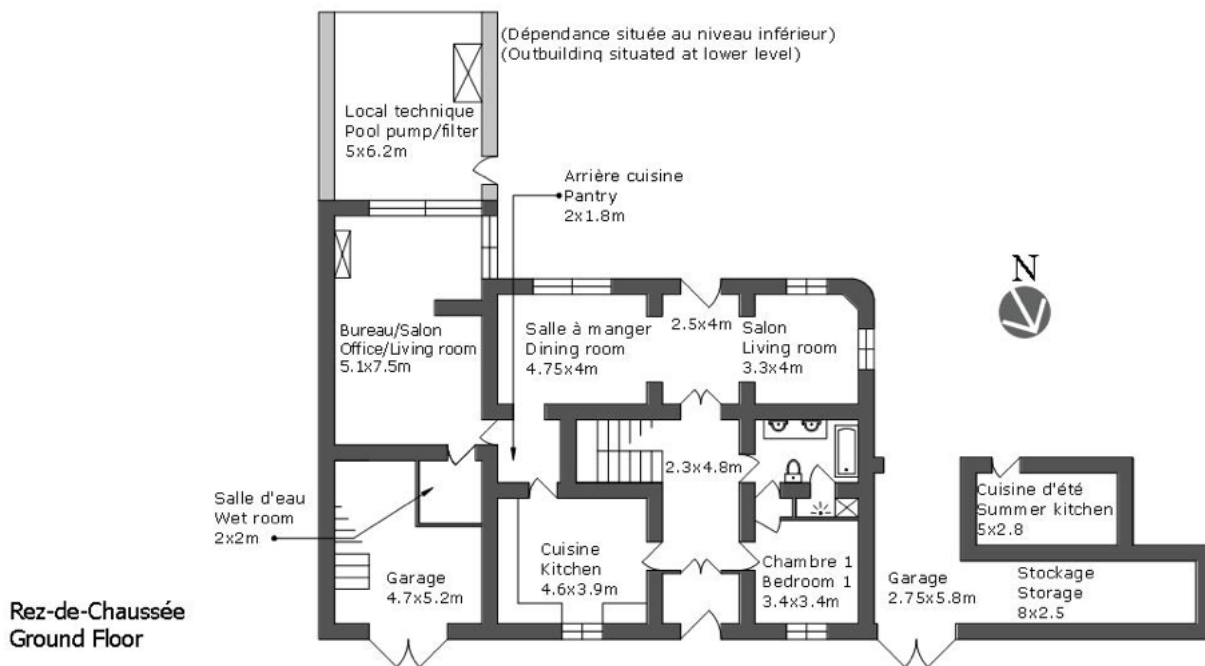 (Dépendance située au niveau inférieur)
(Outbuilding situated at lower level)
Local technique
Pool pump/filter
5x6.2m
Arrière cuisine
Pantry
2x1.8m
N
Bureau/Salon
Office/Living room
5.1x7.5m
Salle à manger
Dining room
4.75x4m
2.5x4m
Salon
Living room
3.3x4m
2.3x4.8m
Salle d'eau
Wet room
2x2m
Cuisine d'été
Summer kitchen
5x2.8
Cuisine
Kitchen
4.6x3.9m
Chambre 1
Bedroom 1
3.4x3.4m
Garage
4.7x5.2m
Garage
2.75x5.8m
Stockage
Storage
8x2.5
Rez-de-Chaussée
Ground Floor